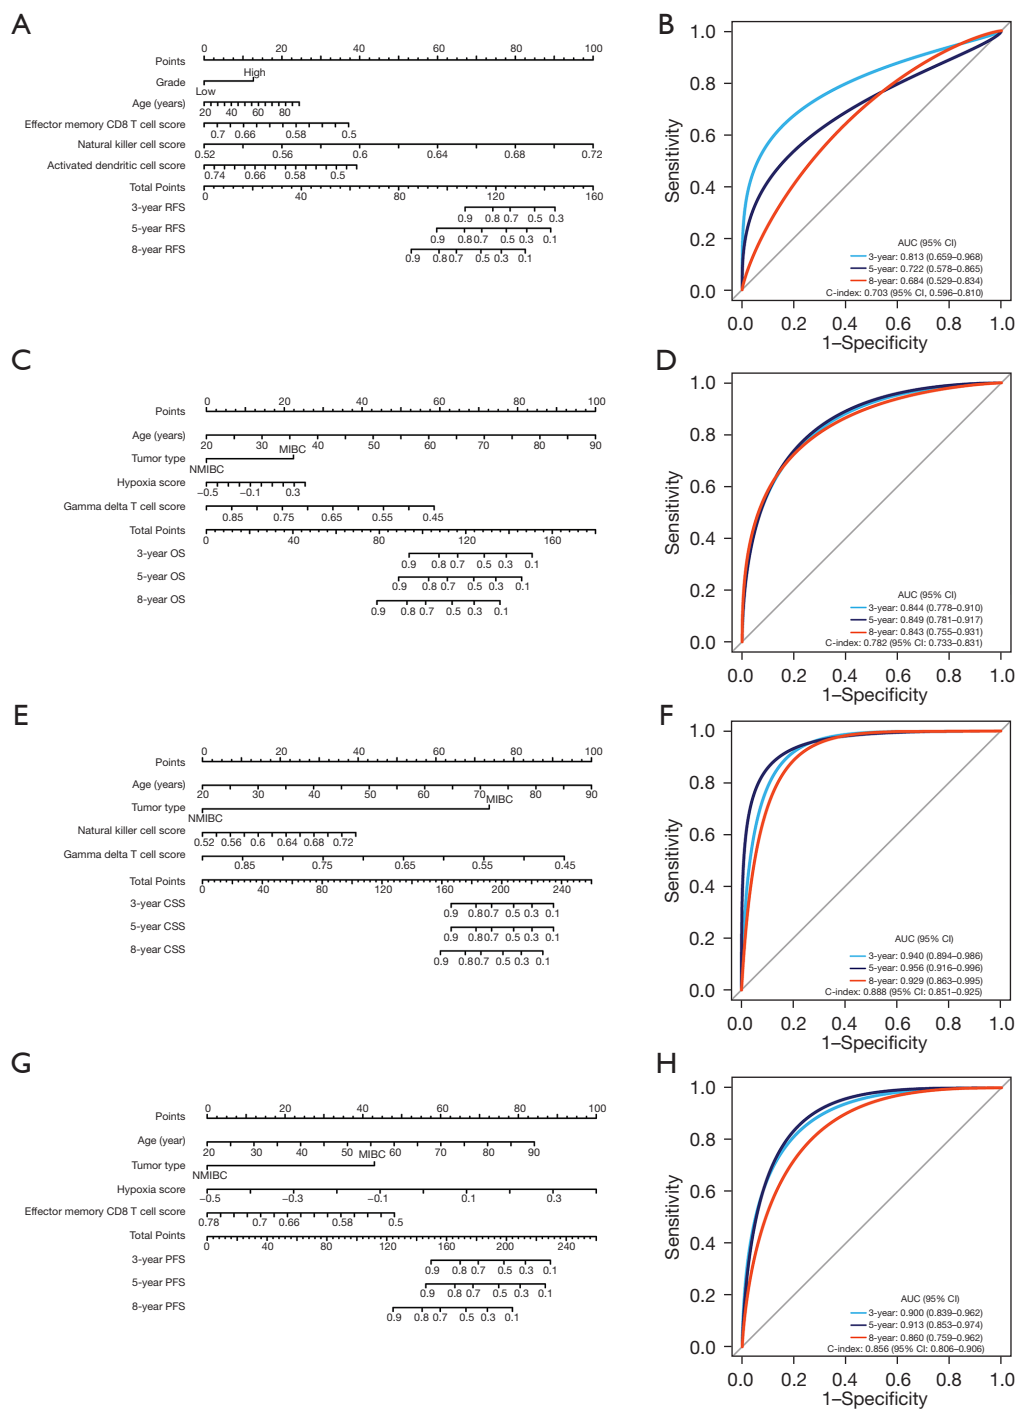 A
0 20 40 60 80 100
Points
High
Grade
Low
Age (years)
20 40 60 80
Effector memory CD8 T cell score
0.7 0.66 0.58 0.5
Natural killer cell score
0.52 0.56 0.6 0.64 0.68 0.72
Activated dendritic cell score
0.74 0.66 0.58 0.5
Total Points
0 40 80 120 160
3-year RFS
0.9 0.8 0.7 0.5 0.3
5-year RFS
0.9 0.8 0.7 0.5 0.3 0.1
8-year RFS
0.9 0.8 0.7 0.5 0.3 0.1
B
1.0
0.8
0.6
0.4
0.2
0.0
Sensitivity
AUC (95% CI)
3-year: 0.813 (0.659–0.968)
5-year: 0.722 (0.578–0.865)
8-year: 0.684 (0.529–0.834)
C-index: 0.703 (95% CI, 0.596–0.810)
0.0 0.2 0.4 0.6 0.8 1.0
1–Specificity
C
0 20 40 60 80 100
Points
Age (years)
20 30 40 50 60 70 80 90
MIBC
Tumor type
NMIBC
Hypoxia score
−0.5 −0.1 0.3
Gamma delta T cell score
0.85 0.75 0.65 0.55 0.45
Total Points
0 40 80 120 160
3-year OS
0.9 0.8 0.7 0.5 0.3 0.1
5-year OS
0.9 0.8 0.7 0.5 0.3 0.1
8-year OS
0.9 0.8 0.7 0.5 0.3 0.1
D
1.0
0.8
0.6
0.4
0.2
0.0
Sensitivity
AUC (95% CI)
3-year: 0.844 (0.778–0.910)
5-year: 0.849 (0.781–0.917)
8-year: 0.843 (0.755–0.931)
C-index: 0.782 (95% CI: 0.733–0.831)
0.0 0.2 0.4 0.6 0.8 1.0
1–Specificity
E
0 20 40 60 80 100
Points
Age (years)
20 30 40 50 60 70 80 90
MIBC
Tumor type
NMIBC
Natural killer cell score
0.52 0.56 0.6 0.64 0.68 0.72
Gamma delta T cell score
0.85 0.75 0.65 0.55 0.45
Total Points
0 40 80 120 160 200 240
3-year CSS
0.9 0.8 0.7 0.5 0.3 0.1
5-year CSS
0.9 0.8 0.7 0.5 0.3 0.1
8-year CSS
0.9 0.8 0.7 0.5 0.3 0.1
F
1.0
0.8
0.6
0.4
0.2
0.0
Sensitivity
AUC (95% CI)
3-year: 0.940 (0.894–0.986)
5-year: 0.956 (0.916–0.996)
8-year: 0.929 (0.863–0.995)
C-index: 0.888 (95% CI: 0.851–0.925)
0.0 0.2 0.4 0.6 0.8 1.0
1–Specificity
G
0 20 40 60 80 100
Points
Age (year)
20 30 40 50 60 70 80 90
MIBC
Tumor type
NMIBC
Hypoxia score
−0.5 −0.3 −0.1 0.1 0.3
Effector memory CD8 T cell score
0.78 0.7 0.66 0.58 0.5
Total Points
0 40 80 120 160 200 240
3-year PFS
0.9 0.8 0.7 0.5 0.3 0.1
5-year PFS
0.9 0.8 0.7 0.5 0.3 0.1
8-year PFS
0.9 0.8 0.7 0.5 0.3 0.1
H
1.0
0.8
0.6
0.4
0.2
0.0
Sensitivity
AUC (95% CI)
3-year: 0.900 (0.839–0.962)
5-year: 0.913 (0.853–0.974)
8-year: 0.860 (0.759–0.962)
C-index: 0.856 (95% CI: 0.806–0.906)
0.0 0.2 0.4 0.6 0.8 1.0
1–Specificity